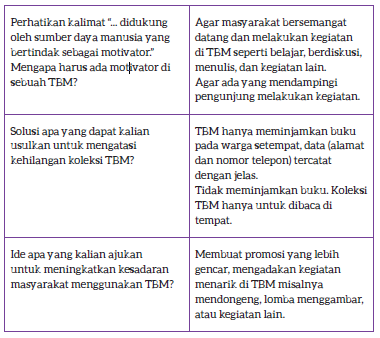 Perhatikan kalimat "... didukung
oleh sumber daya manusia yang
bertindak sebagai motivator."
Mengapa harus ada motivator di
sebuah TBM?
Agar masyarakat bersemangat
datang dan melakukan kegiatan
di TBM seperti belajar, berdiskusi,
menulis, dan kegiatan lain.
Agar ada yang mendampingi
pengunjung melakukan kegiatan.
Solusi apa yang dapat kalian
usulkan untuk mengatasi
kehilangan koleksi TBM?
TBM hanya meminjamkan buku
pada warga setempat, data (alamat
dan nomor telepon) tercatat
dengan jelas.
Tidak meminjamkan buku. Koleksi
TBM hanya untuk dibaca di
tempat.
Ide apa yang kalian ajukan
untuk meningkatkan kesadaran
masyarakat menggunakan TBM?
Membuat promosi yang lebih
gencar, mengadakan kegiatan
menarik di TBM misalnya
mendongeng, lomba menggambar,
atau kegiatan lain.